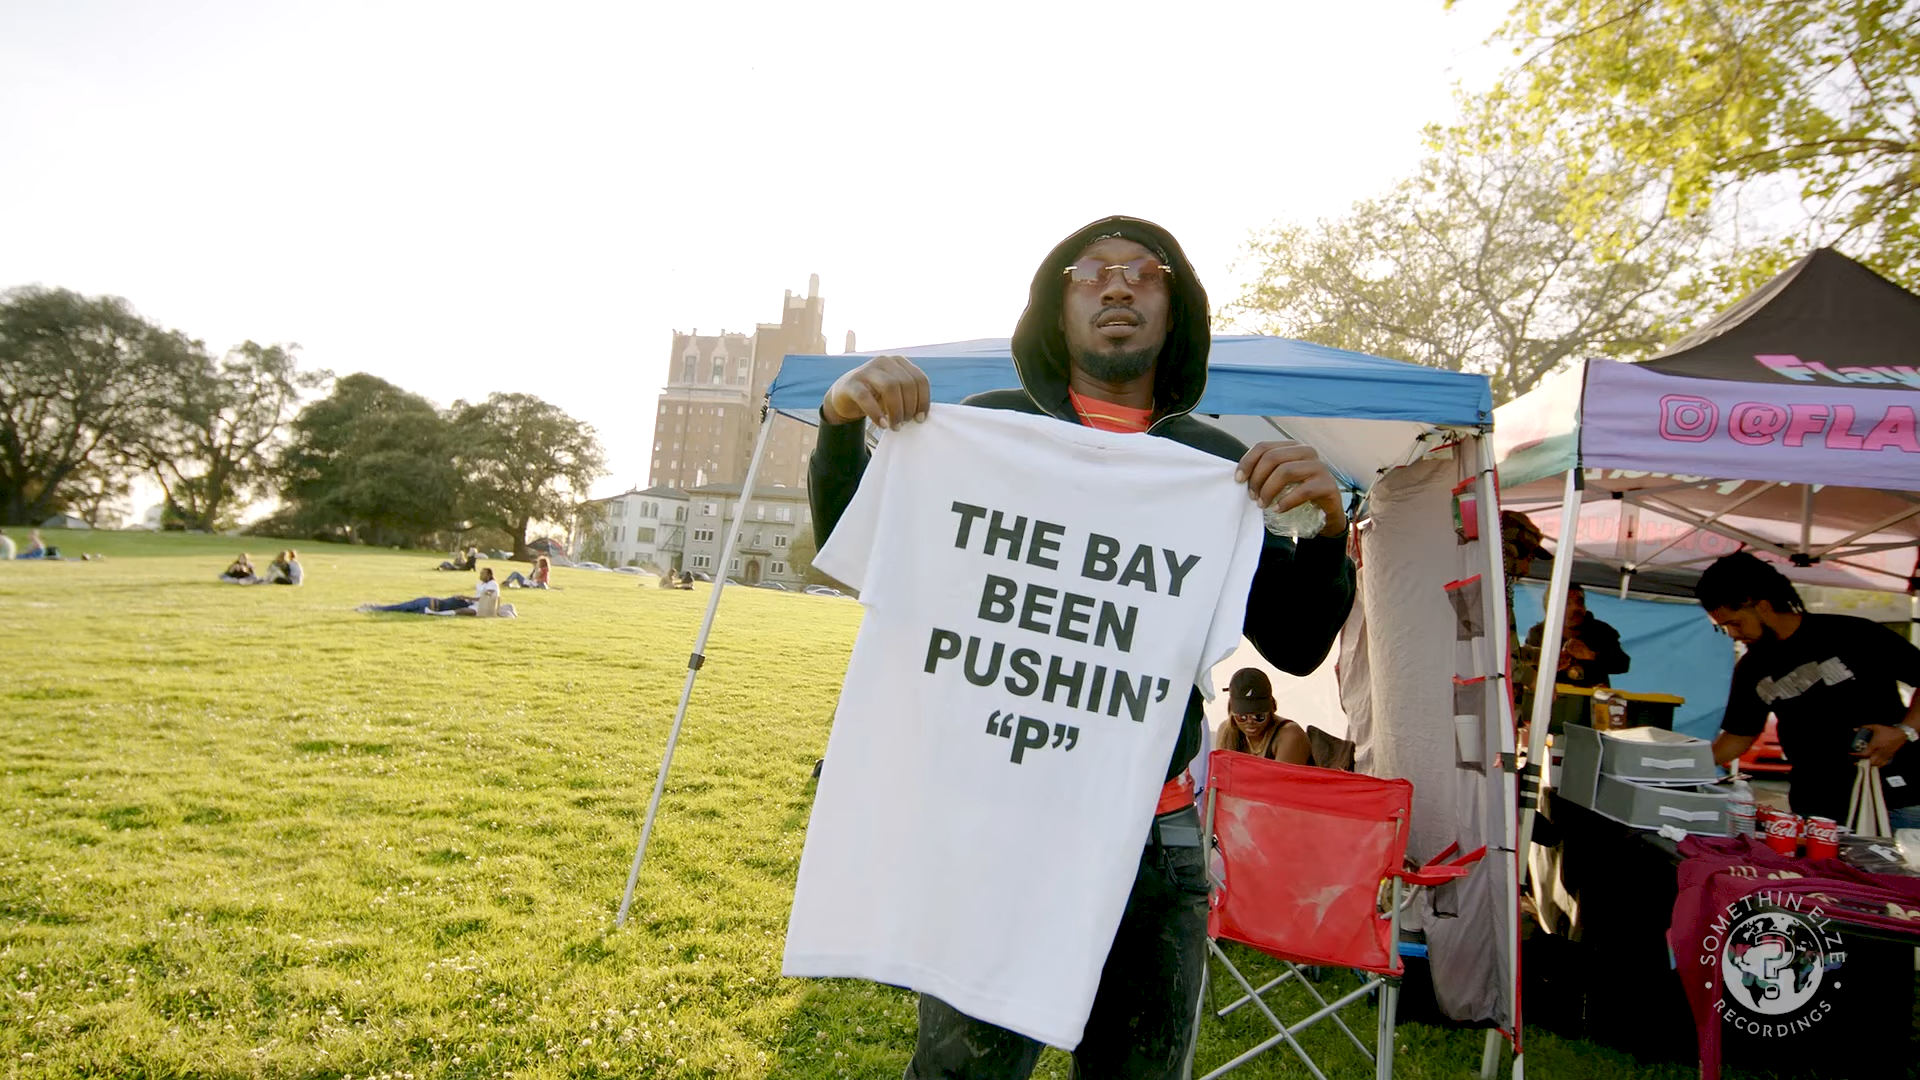 THE BAY
BEEN
PUSHIN’
“P”
@FLA
SOMETHIN ELZE
RECORDINGS